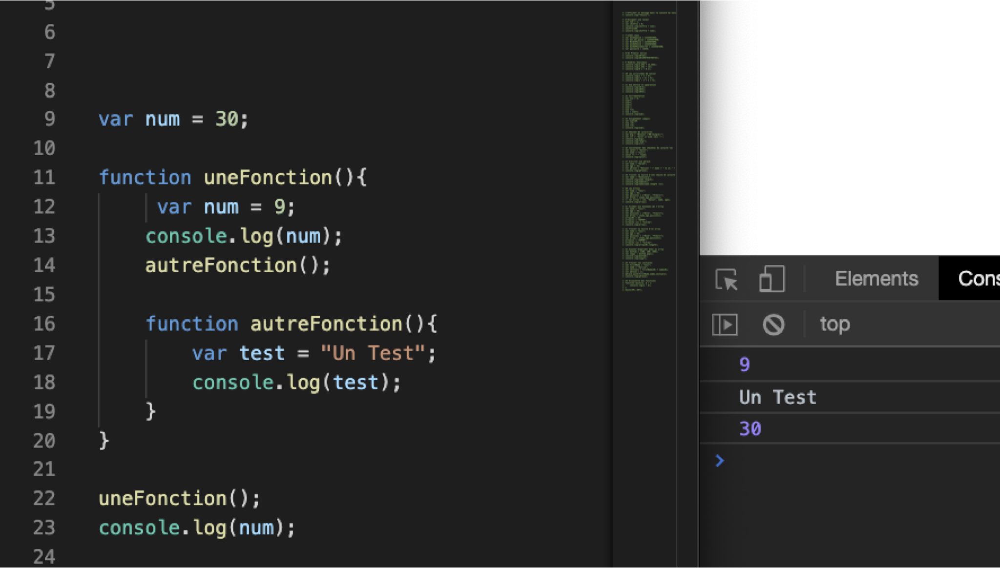 5
6
7
8
9 var num = 30;
10
11 function uneFonction(){
12 var num = 9;
13 console.log(num);
14 autreFonction();
15
16 function autreFonction(){
17 var test = "Un Test";
18 console.log(test);
19 }
20 }
21
22 uneFonction();
23 console.log(num);
24
Elements Cons
top
9
Un Test
30
>